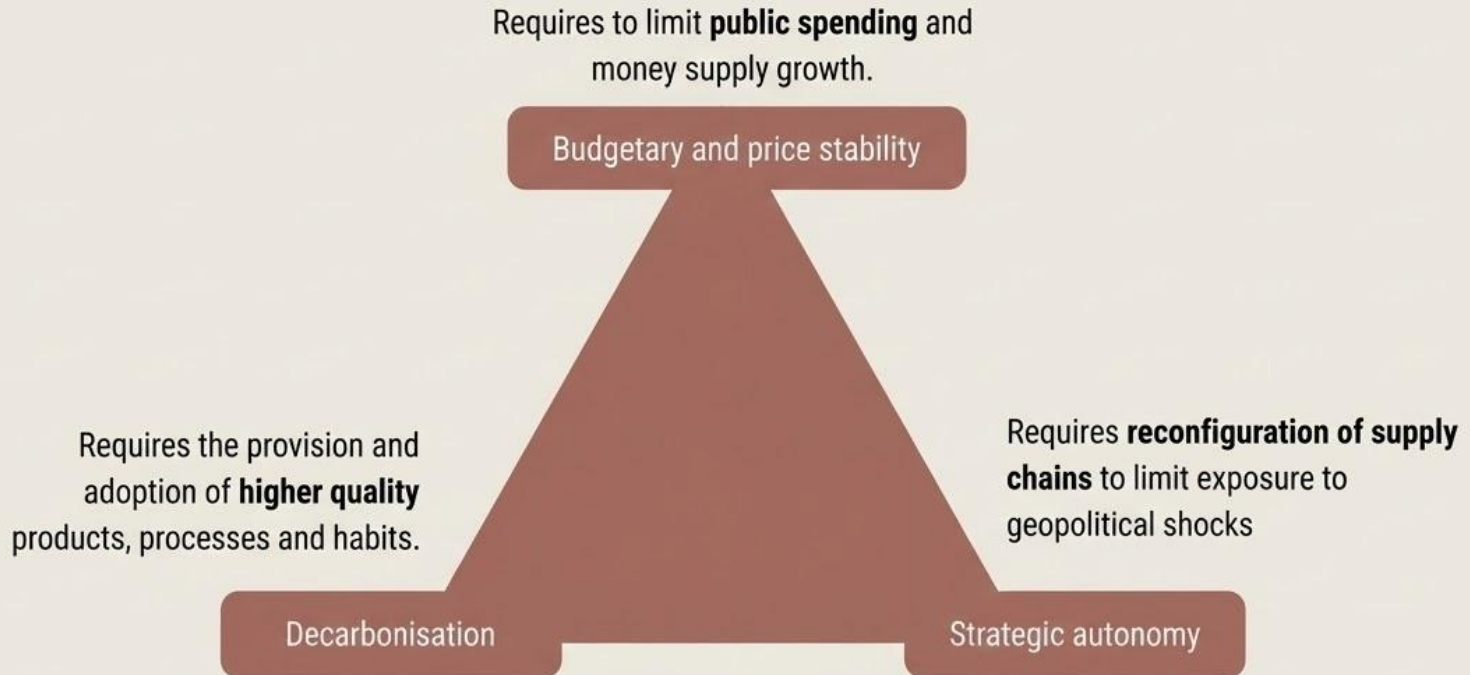 Requires to limit public spending and
money supply growth.
Budgetary and price stability
Requires the provision and
adoption of higher quality
products, processes and habits.
Requires reconfiguration of supply
chains to limit exposure to
geopolitical shocks
Decarbonisation
Strategic autonomy